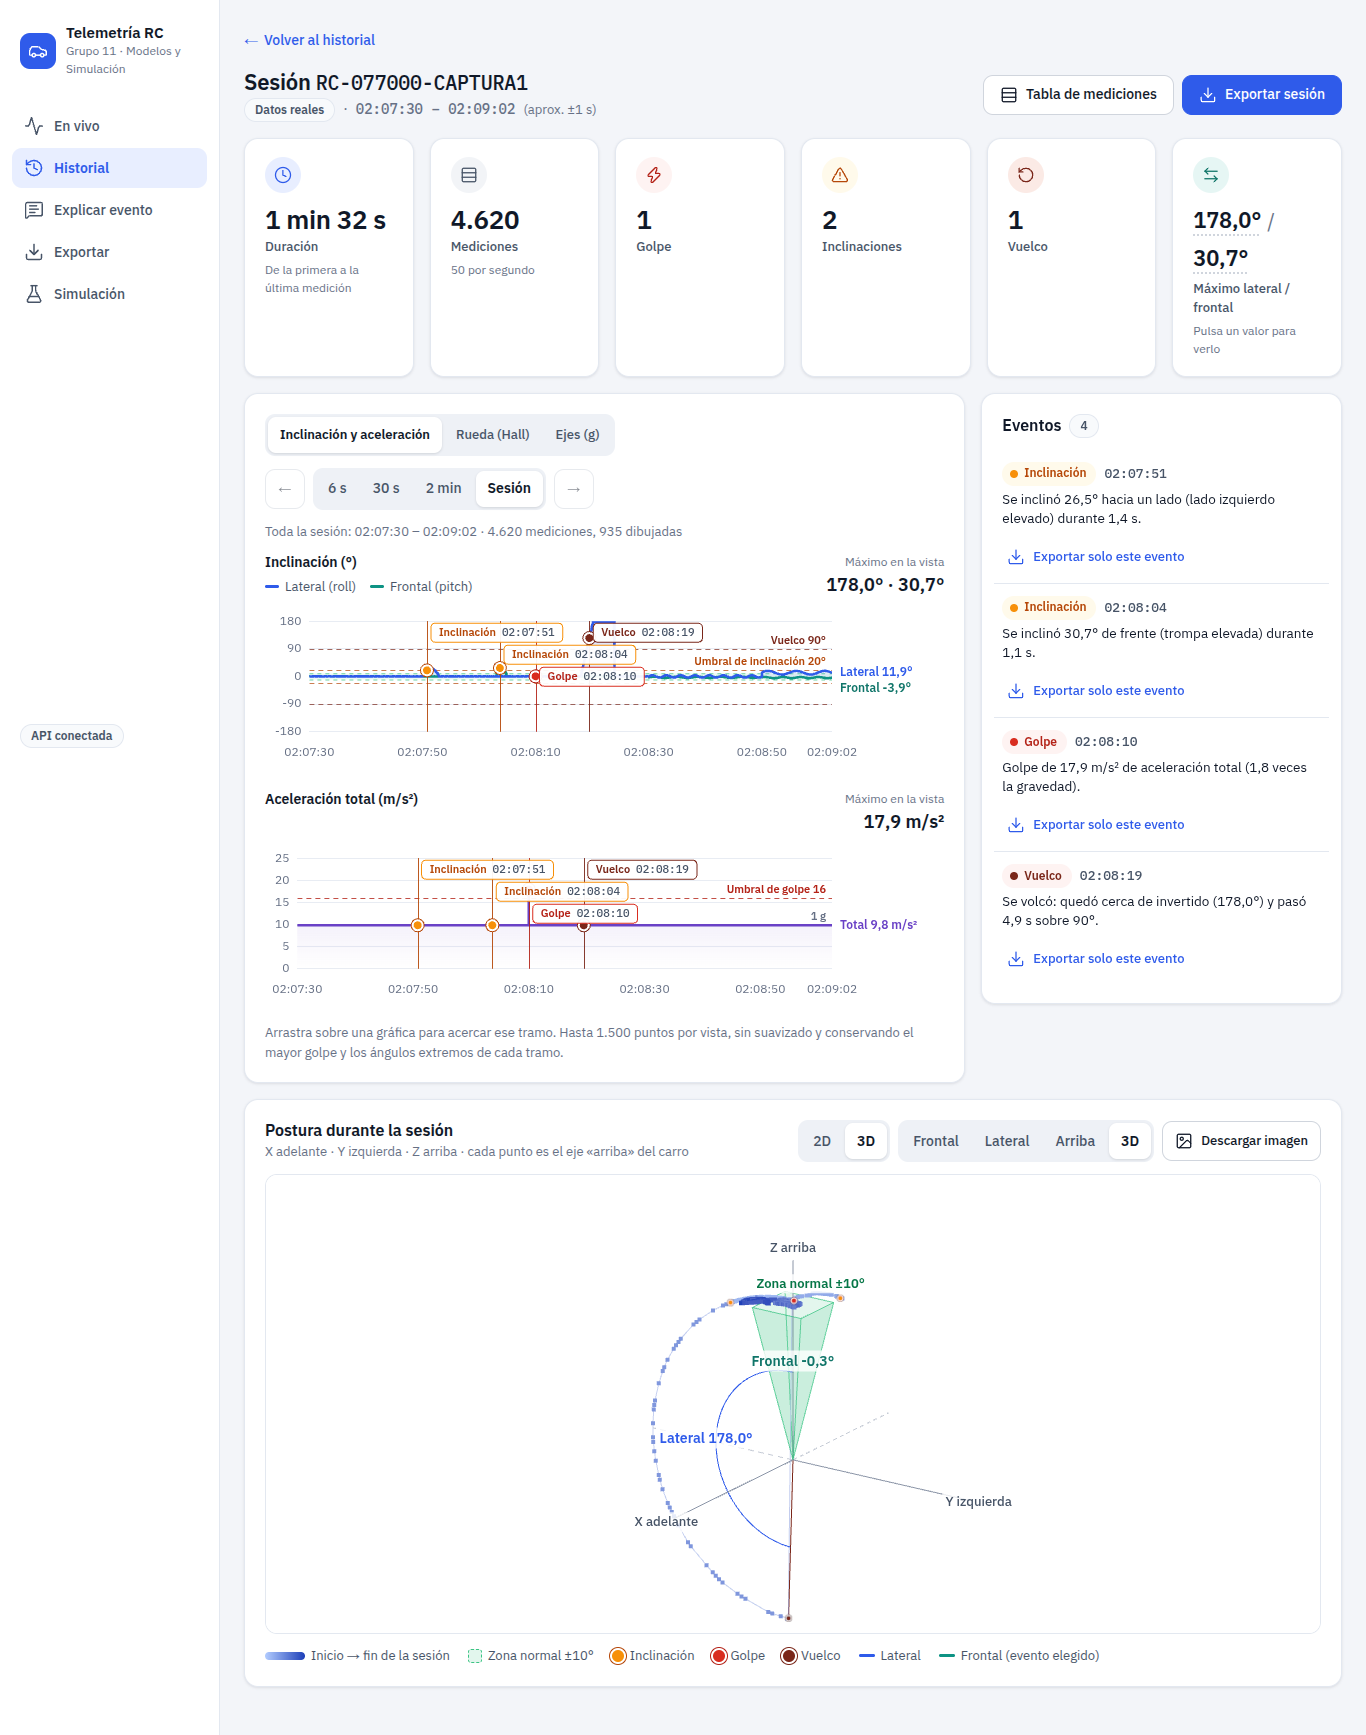 Telemetría RC
Grupo 11 · Modelos y
Simulación
En vivo
Historial
Explicar evento
Exportar
Simulación
API conectada
← Volver al historial
Sesión RC-077000-CAPTURA1
Datos reales · 02:07:30 – 02:09:02 (aprox. ±1 s)
Tabla de mediciones
Exportar sesión
1 min 32 s
Duración
De la primera a la
última medición
4.620
Mediciones
50 por segundo
1
Golpe
2
Inclinaciones
1
Vuelco
178,0° /
30,7°
Máximo lateral /
frontal
Pulsa un valor para
verlo
Inclinación y aceleración Rueda (Hall) Ejes (g)
← 6 s 30 s 2 min Sesión →
Toda la sesión: 02:07:30 – 02:09:02 · 4.620 mediciones, 935 dibujadas
Inclinación (°)
Máximo en la vista
Lateral (roll) Frontal (pitch)
178,0° · 30,7°
180
90
0
-90
-180
Inclinación 02:07:51
Vuelco 02:08:19
Inclinación 02:08:04
Golpe 02:08:10
Vuelco 90°
Umbral de inclinación 20°
Lateral 11,9°
Frontal -3,9°
02:07:30 02:07:50 02:08:10 02:08:30 02:08:50 02:09:02
Aceleración total (m/s²)
Máximo en la vista
17,9 m/s²
25
20
15
10
5
0
Inclinación 02:07:51
Vuelco 02:08:19
Inclinación 02:08:04
Golpe 02:08:10
Umbral de golpe 16
1 g
Total 9,8 m/s²
02:07:30 02:07:50 02:08:10 02:08:30 02:08:50 02:09:02
Arrastra sobre una gráfica para acercar ese tramo. Hasta 1.500 puntos por vista, sin suavizado y conservando el
mayor golpe y los ángulos extremos de cada tramo.
Eventos 4
Inclinación 02:07:51
Se inclinó 26,5° hacia un lado (lado izquierdo
elevado) durante 1,4 s.
Exportar solo este evento
Inclinación 02:08:04
Se inclinó 30,7° de frente (trompa elevada) durante
1,1 s.
Exportar solo este evento
Golpe 02:08:10
Golpe de 17,9 m/s² de aceleración total (1,8 veces
la gravedad).
Exportar solo este evento
Vuelco 02:08:19
Se volcó: quedó cerca de invertido (178,0°) y pasó
4,9 s sobre 90°.
Exportar solo este evento
Postura durante la sesión
X adelante · Y izquierda · Z arriba · cada punto es el eje «arriba» del carro
2D 3D
Frontal Lateral Arriba 3D
Descargar imagen
Z arriba
Zona normal ±10°
Frontal -0,3°
Lateral 178,0°
Y izquierda
X adelante
Inicio → fin de la sesión Zona normal ±10° Inclinación Golpe Vuelco Lateral Frontal (evento elegido)